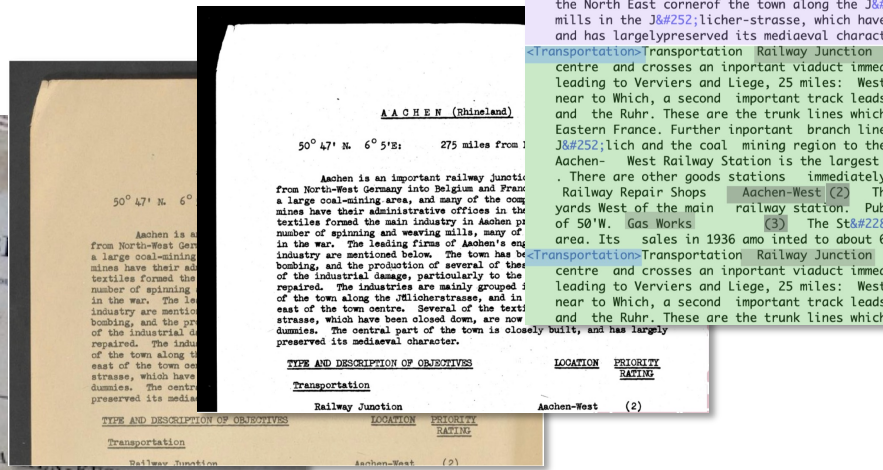 50° 47' N. 6°
Aachen is a
from North-West Ger
a large coal-mining
mines have their ad
textiles formed the
number of spinning
in the war. The le
industry are mentio
bombing, and the pr
of the industrial d
repaired. The indu
of the town along t
east of the town ce
strasse, which have
dummies. The centr
preserved its media
TYPE AND DESCRIPTION OF OBJECTIVES LOCATION PRIORITY
RATING
Transportation
Railway Junction Aachen-West (2)
AACHEN (Rhineland)
50° 47' N. 6° 5'E: 275 miles from
Aachen is an important railway junctio
from North-West Germany into Belgium and Franc
a large coal-mining area, and many of the comp
mines have their administrative offices in the
textiles formed the main industry in Aachen pr
number of spinning and weaving mills, many of
in the war. The leading firms of Aachen's eng
industry are mentioned below. The town has be
bombing, and the production of several of thes
of the industrial damage, particularly to the
repaired. The industries are mainly grouped i
of the town along the Jülicherstrasse, and in
east of the town centre. Several of the texti
strasse, which have been closed down, are now
dummies. The central part of the town is closely built, and has largely
preserved its mediaeval character.
TYPE AND DESCRIPTION OF OBJECTIVES LOCATION PRIORITY
RATING
Transportation
Railway Junction Aachen-West (2)
the North East cornerof the town along the J&#
mills in the J&#252;licher-strasse, which have
and has largelypreserved its mediaeval charact
<Transportation>Transportation Railway Junction
centre and crosses an inportant viaduct immed
leading to Verviers and Liege, 25 miles: West
near to Which, a second important track leads
and the Ruhr. These are the trunk lines which
Eastern France. Further inportant branch line
J&#252;lich and the coal mining region to the
Aachen- West Railway Station is the largest
. There are other goods stations immediately
Railway Repair Shops Aachen-West (2) Th
yards West of the main railway station. Pub
of 50'W. Gas Works (3) The St&#228
area. Its sales in 1936 amo inted to about 6
<Transportation>Transportation Railway Junction
centre and crosses an inportant viaduct immed
leading to Verviers and Liege, 25 miles: West
near to Which, a second important track leads
and the Ruhr. These are the trunk lines which